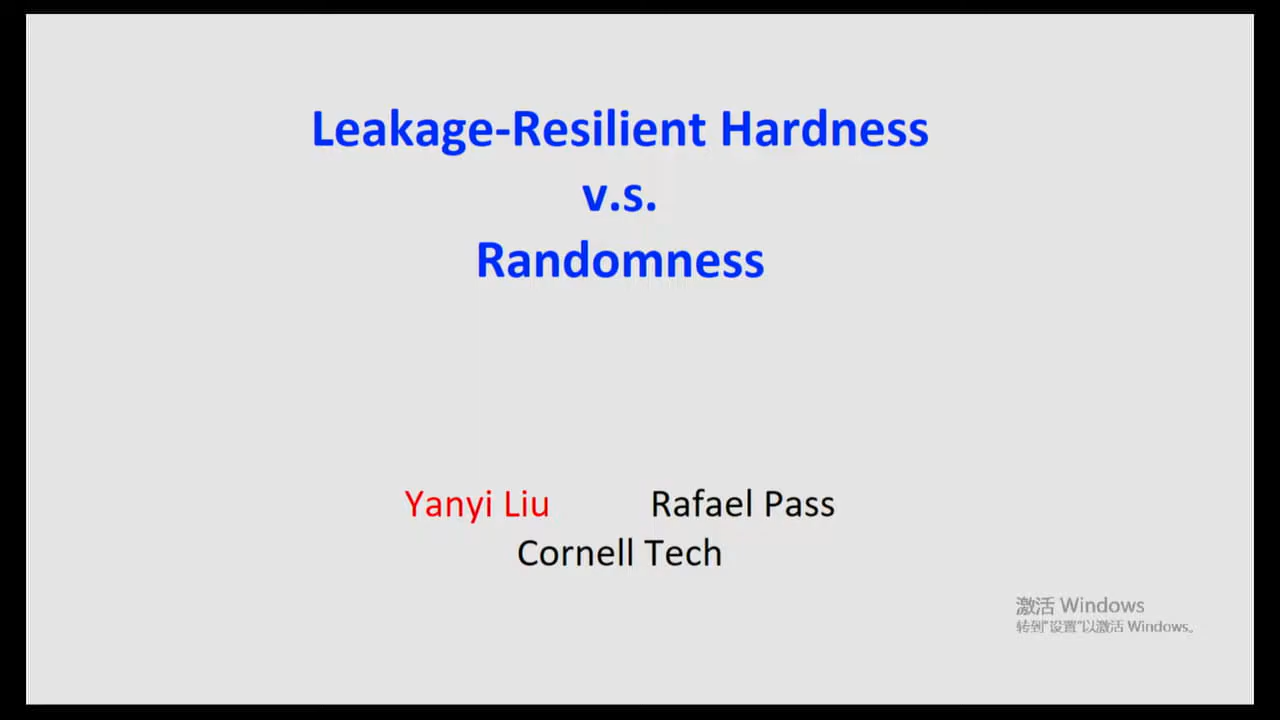 Leakage-Resilient Hardness
v.s.
Randomness
Yanyi Liu Rafael Pass
Cornell Tech
激活 Windows
转到“设置”以激活 Windows。